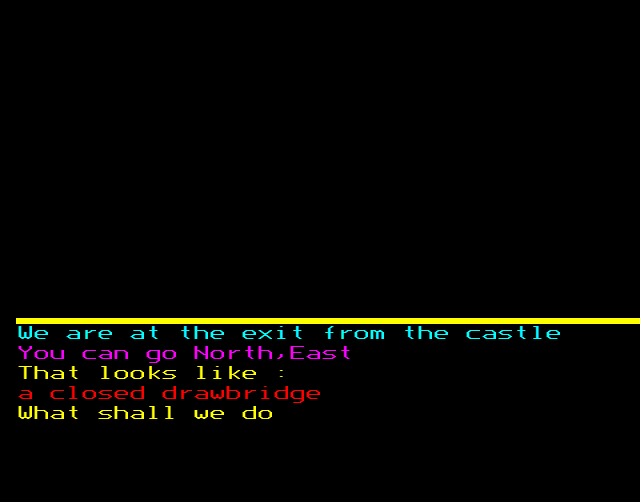 We are at the exit from the castle
You can go North,East
That looks like :
a closed drawbridge
What shall we do